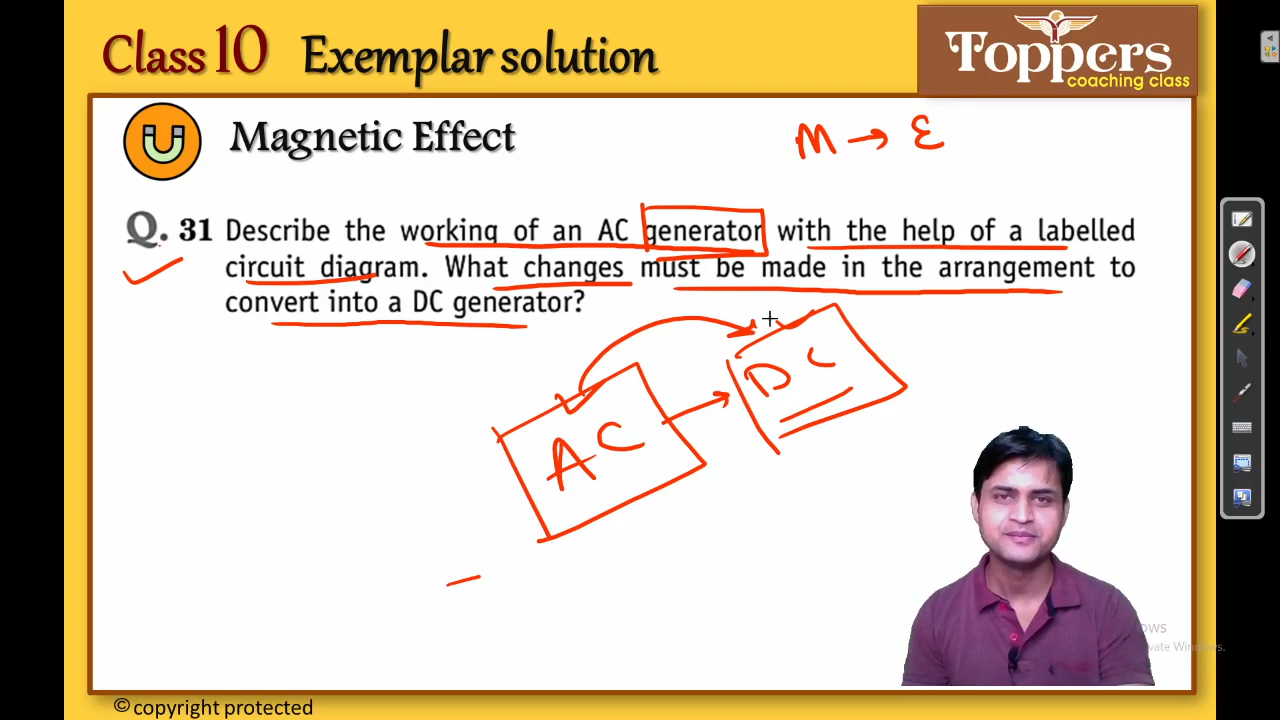 Class 10 Exemplar solution
TOPPERS
coaching class
Magnetic Effect
M → E
Q. 31 Describe the working of an AC generator with the help of a labelled
circuit diagram. What changes must be made in the arrangement to
convert into a DC generator?
AC
DC
© copyright protected